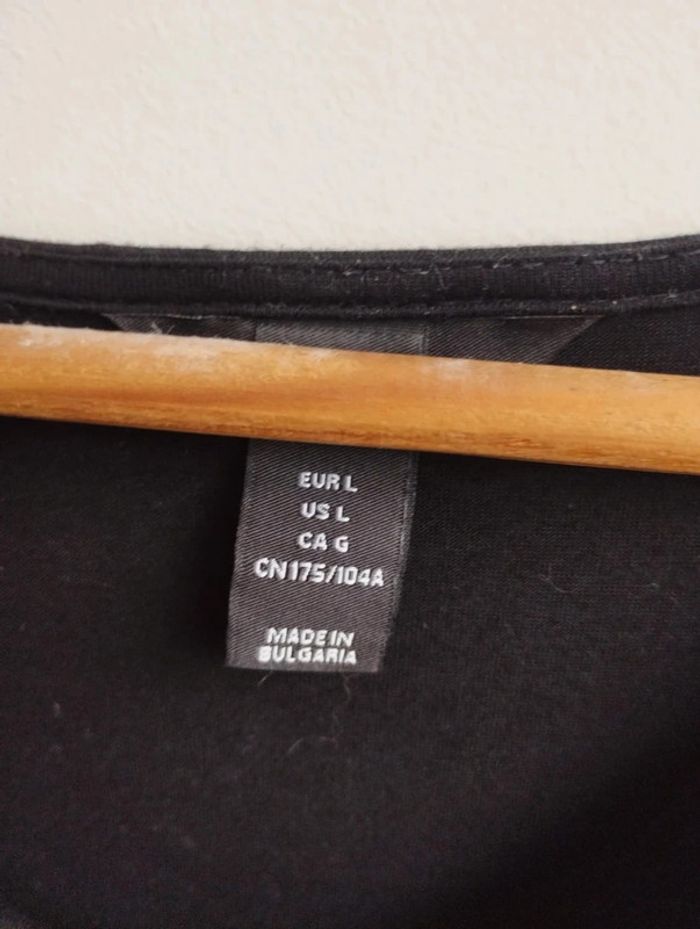 EUR L
US L
CA G
CN175/104A
MADE IN
BULGARIA